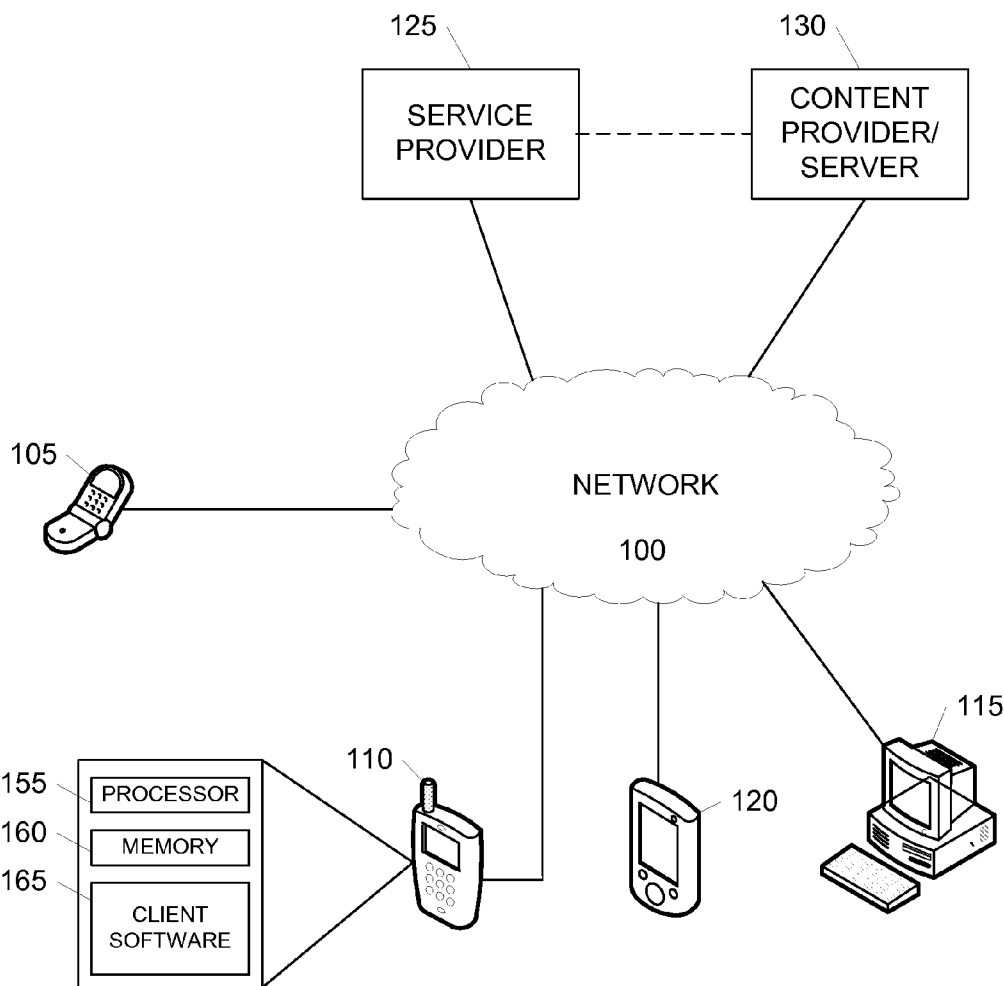 125
130
SERVICE
PROVIDER
CONTENT
PROVIDER/
SERVER
105
NETWORK
100
115
110
120
155
PROCESSOR
160
MEMORY
165
CLIENT
SOFTWARE